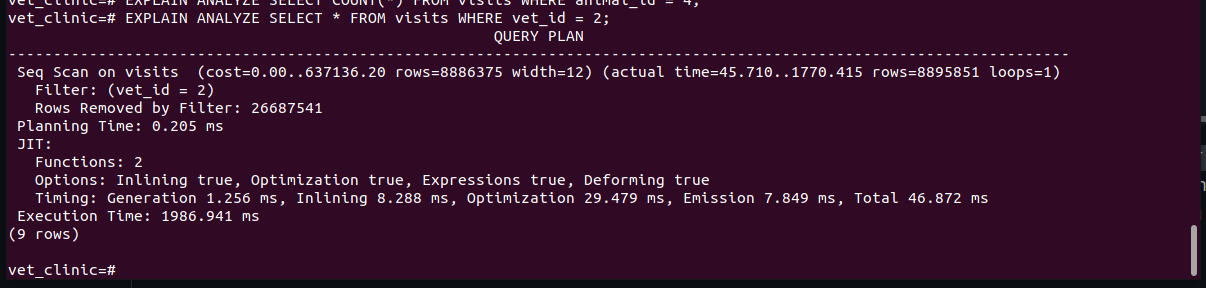 vet_clinic=# EXPLAIN ANALYZE SELECT COUNT(*) FROM visits WHERE animal_id = 4;
vet_clinic=# EXPLAIN ANALYZE SELECT * FROM visits WHERE vet_id = 2;
QUERY PLAN
----------------------------------------------------------------------------------------------------------------------
Seq Scan on visits  (cost=0.00..637136.20 rows=8886375 width=12) (actual time=45.710..1770.415 rows=8895851 loops=1)
Filter: (vet_id = 2)
Rows Removed by Filter: 26687541
Planning Time: 0.205 ms
JIT:
Functions: 2
Options: Inlining true, Optimization true, Expressions true, Deforming true
Timing: Generation 1.256 ms, Inlining 8.288 ms, Optimization 29.479 ms, Emission 7.849 ms, Total 46.872 ms
Execution Time: 1986.941 ms
(9 rows)
vet_clinic=#